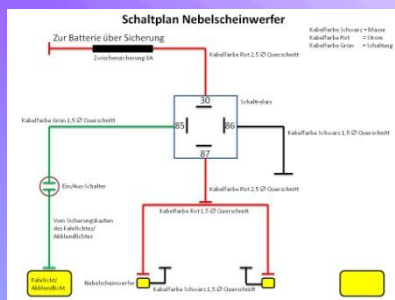 Schaltplan Nebelscheinwerfer
Kabelfarbe Schwarz = Masse
Kabelfarbe Rot = Strom
Kabelfarbe Grün = Schaltung
Zur Batterie über Sicherung
Zwischensicherung 8A
Kabelfarbe Rot 2,5 Ø Querschnitt
30
Schaltrelais
Kabelfarbe Grün 1,5 Ø Querschnitt
85
86
Kabelfarbe Schwarz 1,5 Ø Querschnitt
87
Ein/Aus-Schalter
Kabelfarbe Rot 2,5 Ø Querschnitt
Kabelfarbe Rot 1,5 Ø Querschnitt
Vom Sicherungskasten
des Fahrlichtes/
Abblendlichtes
Fahrlicht/
Abblendlicht
Nebelscheinwerfer
Kabelfarbe Schwarz 1,5 Ø Querschnitt